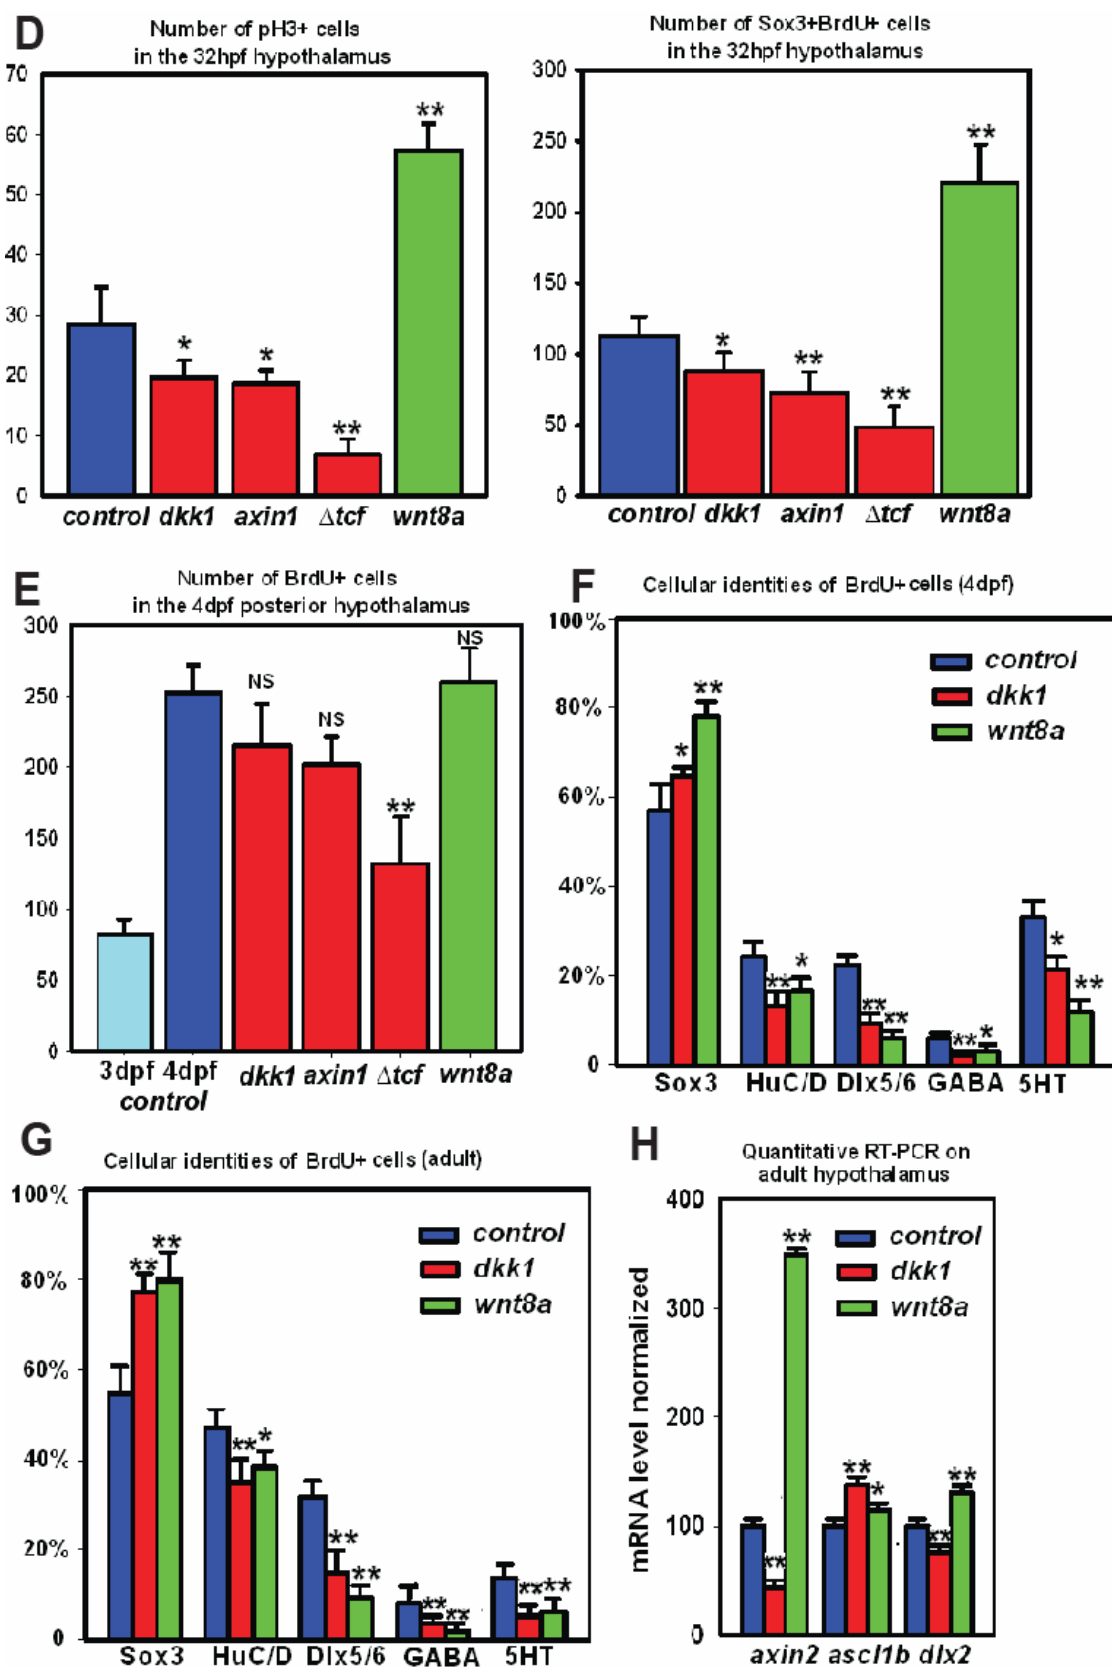 D
Number of pH3+ cells
in the 32hpf hypothalamus
70
60
50
40
30
20
10
0
**
*
*
**
control dkk1 axin1 Δtcf wnt8a
Number of Sox3+BrdU+ cells
in the 32hpf hypothalamus
300
250
200
150
100
50
0
**
*
**
**
control dkk1 axin1 Δtcf wnt8a
E
Number of BrdU+ cells
in the 4dpf posterior hypothalamus
300
250
200
150
100
50
0
NS
NS
NS
**
3dpf 4dpf dkk1 axin1 Δtcf wnt8a
control
F
Cellular identities of BrdU+ cells (4dpf)
100%
80%
60%
40%
20%
0
control
dkk1
wnt8a
* **
** *
** **
** *
* **
Sox3 HuC/D Dlx5/6 GABA 5HT
G
Cellular identities of BrdU+ cells (adult)
100%
80%
60%
40%
20%
0
control
dkk1
wnt8a
** **
** *
** **
** **
** **
Sox3 HuC/D Dlx5/6 GABA 5HT
H
Quantitative RT-PCR on
adult hypothalamus
mRNA level normalized
400
300
200
100
0
control
dkk1
wnt8a
** **
** *
** **
axin2 ascl1b dlx2